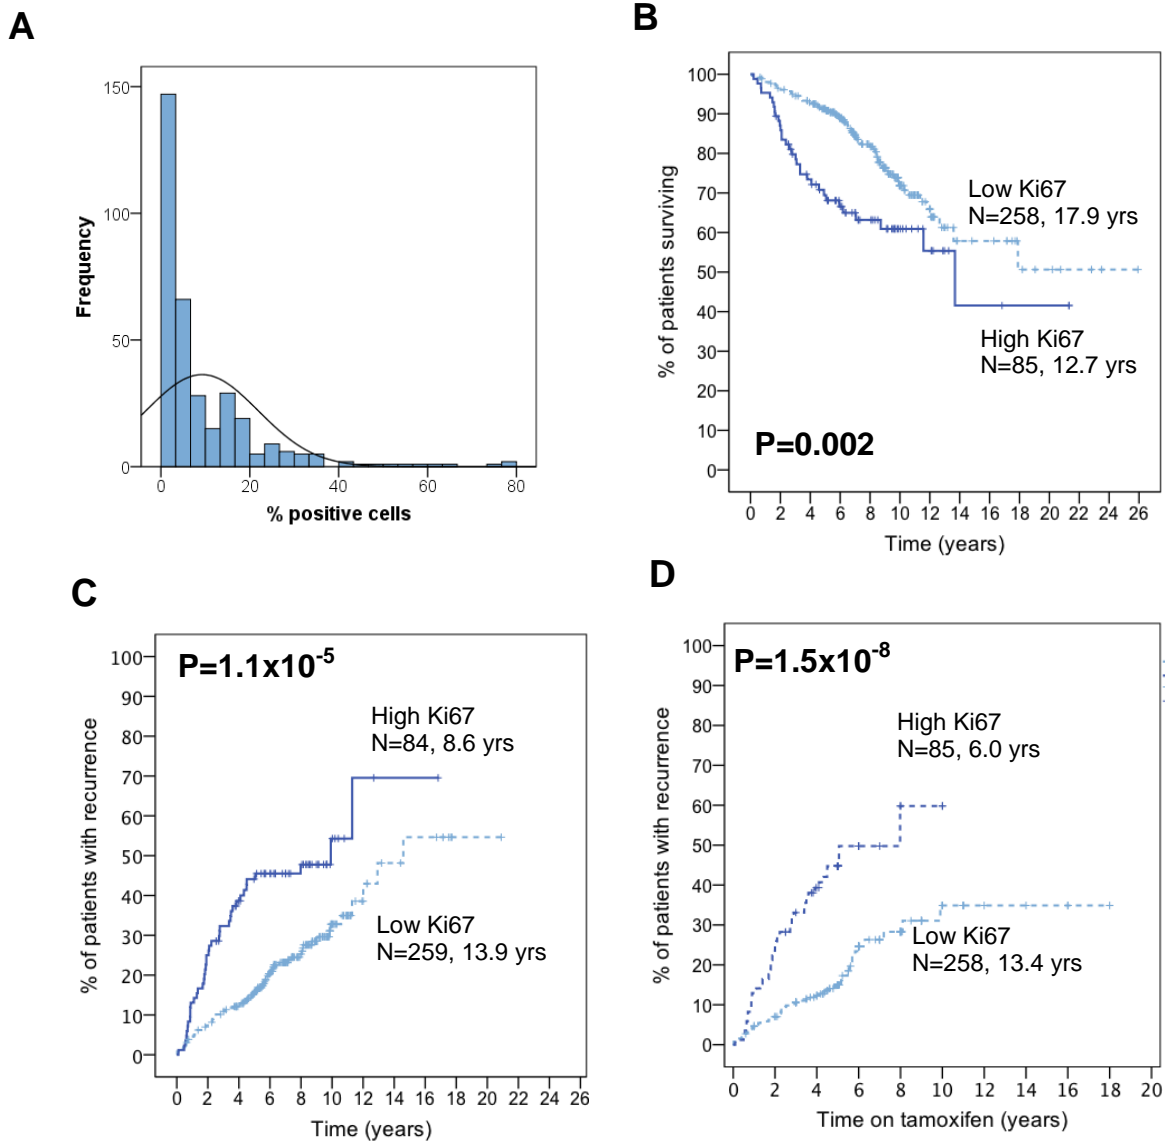 A
Frequency
150
100
50
0
0 20 40 60 80
% positive cells
B
% of patients surviving
100
90
80
70
60
50
40
30
20
10
0
Low Ki67
N=258, 17.9 yrs
High Ki67
N=85, 12.7 yrs
P=0.002
0 2 4 6 8 10 12 14 16 18 20 22 24 26
Time (years)
C
% of patients with recurrence
100
90
80
70
60
50
40
30
20
10
0
P=1.1x10⁻⁵
High Ki67
N=84, 8.6 yrs
Low Ki67
N=259, 13.9 yrs
0 2 4 6 8 10 12 14 16 18 20 22 24 26
Time (years)
D
% of patients with recurrence
100
90
80
70
60
50
40
30
20
10
0
P=1.5x10⁻⁸
High Ki67
N=85, 6.0 yrs
Low Ki67
N=258, 13.4 yrs
0 2 4 6 8 10 12 14 16 18 20
Time on tamoxifen (years)